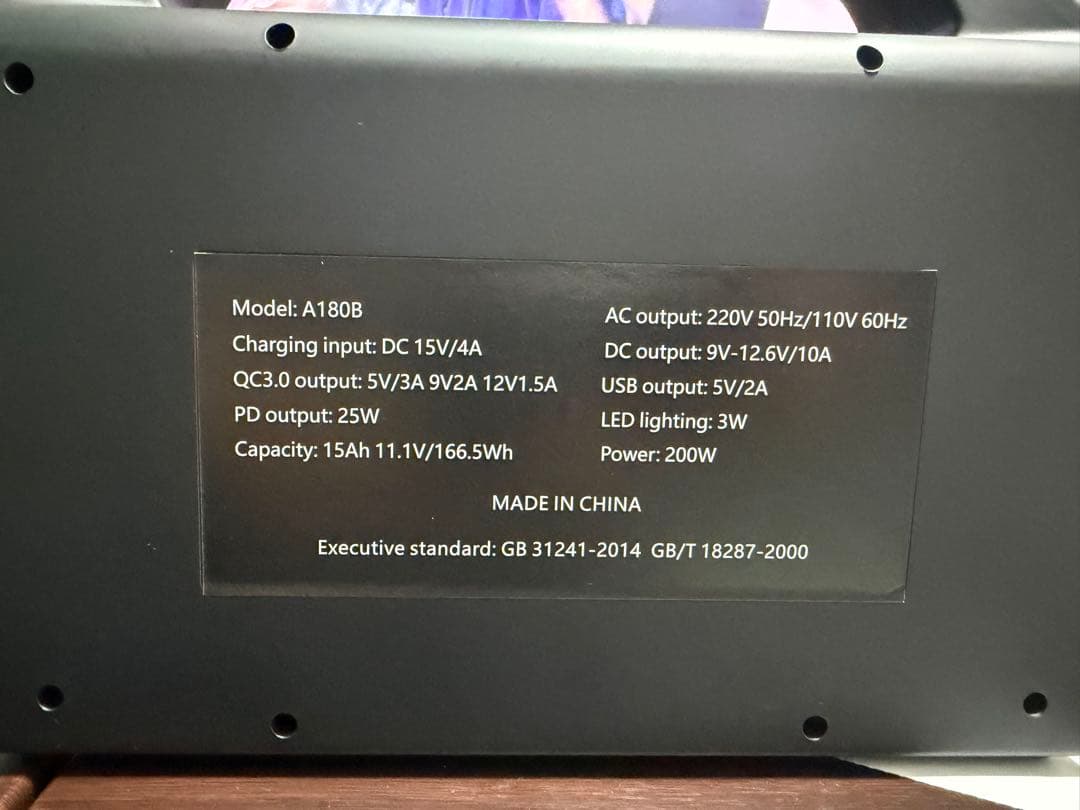 Model: A180B
Charging input: DC 15V/4A
QC3.0 output: 5V/3A 9V2A 12V1.5A
PD output: 25W
Capacity: 15Ah 11.1V/166.5Wh
AC output: 220V 50Hz/110V 60Hz
DC output: 9V-12.6V/10A
USB output: 5V/2A
LED lighting: 3W
Power: 200W
MADE IN CHINA
Executive standard: GB 31241-2014 GB/T 18287-2000